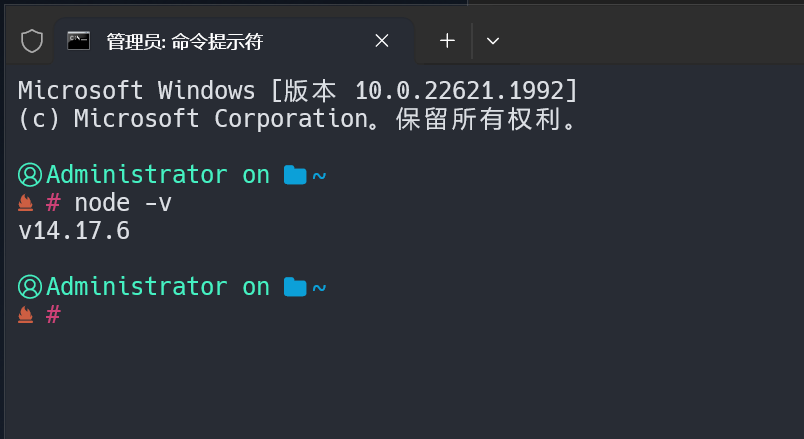 管理员: 命令提示符
Microsoft Windows [版本 10.0.22621.1992]
(c) Microsoft Corporation。保留所有权利。
Administrator on ~
# node -v
v14.17.6
Administrator on ~
#